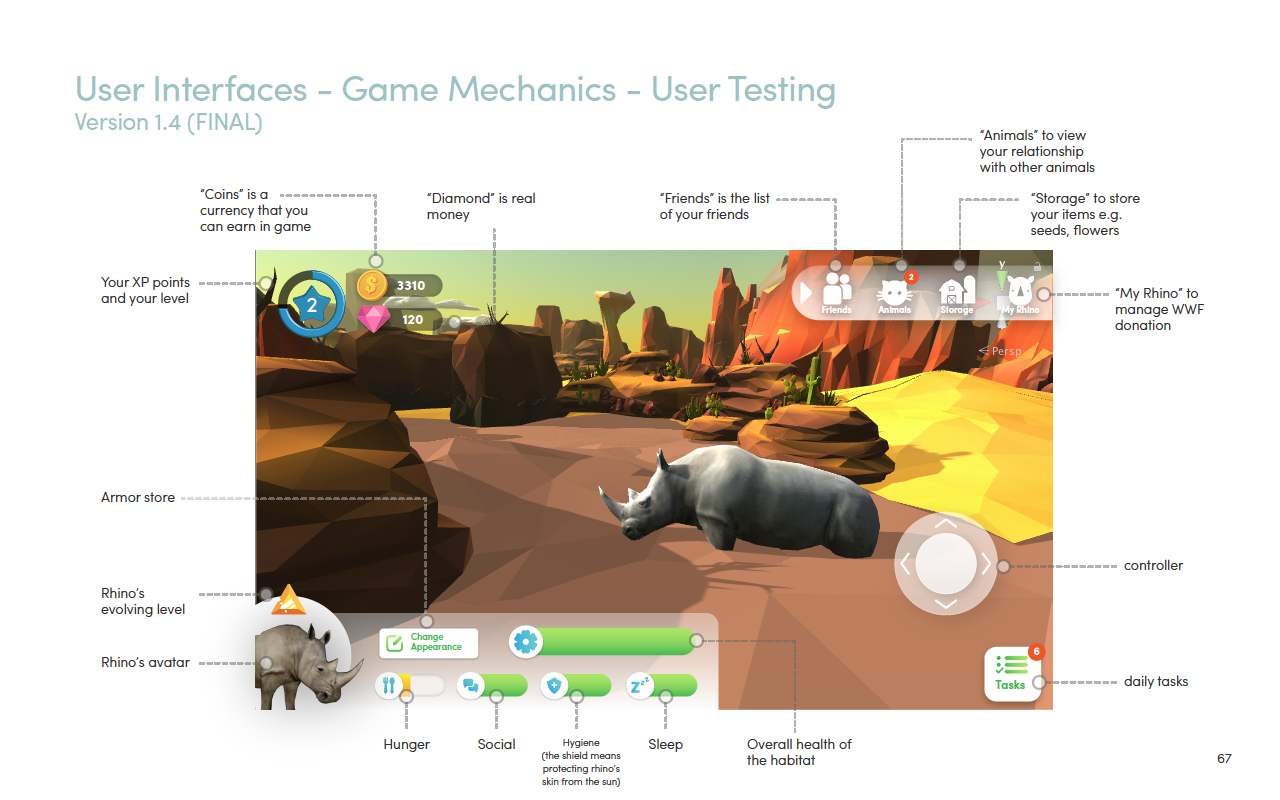 User Interfaces - Game Mechanics - User Testing
Version 1.4 (FINAL)
“Animals” to view
your relationship
with other animals
“Coins” is a
currency that you
can earn in game
“Diamond” is real
money
“Friends” is the list
of your friends
“Storage” to store
your items e.g.
seeds, flowers
Your XP points
and your level
2
3310
120
Friends
2
Animals
Storage
y
My Rhino
Persp
“My Rhino” to
manage WWF
donation
Armor store
controller
Rhino’s
evolving level
Rhino’s avatar
Change
Appearance
Zzz
6
Tasks
daily tasks
Hunger
Social
Hygiene
(the shield means
protecting rhino’s
skin from the sun)
Sleep
Overall health of
the habitat
67